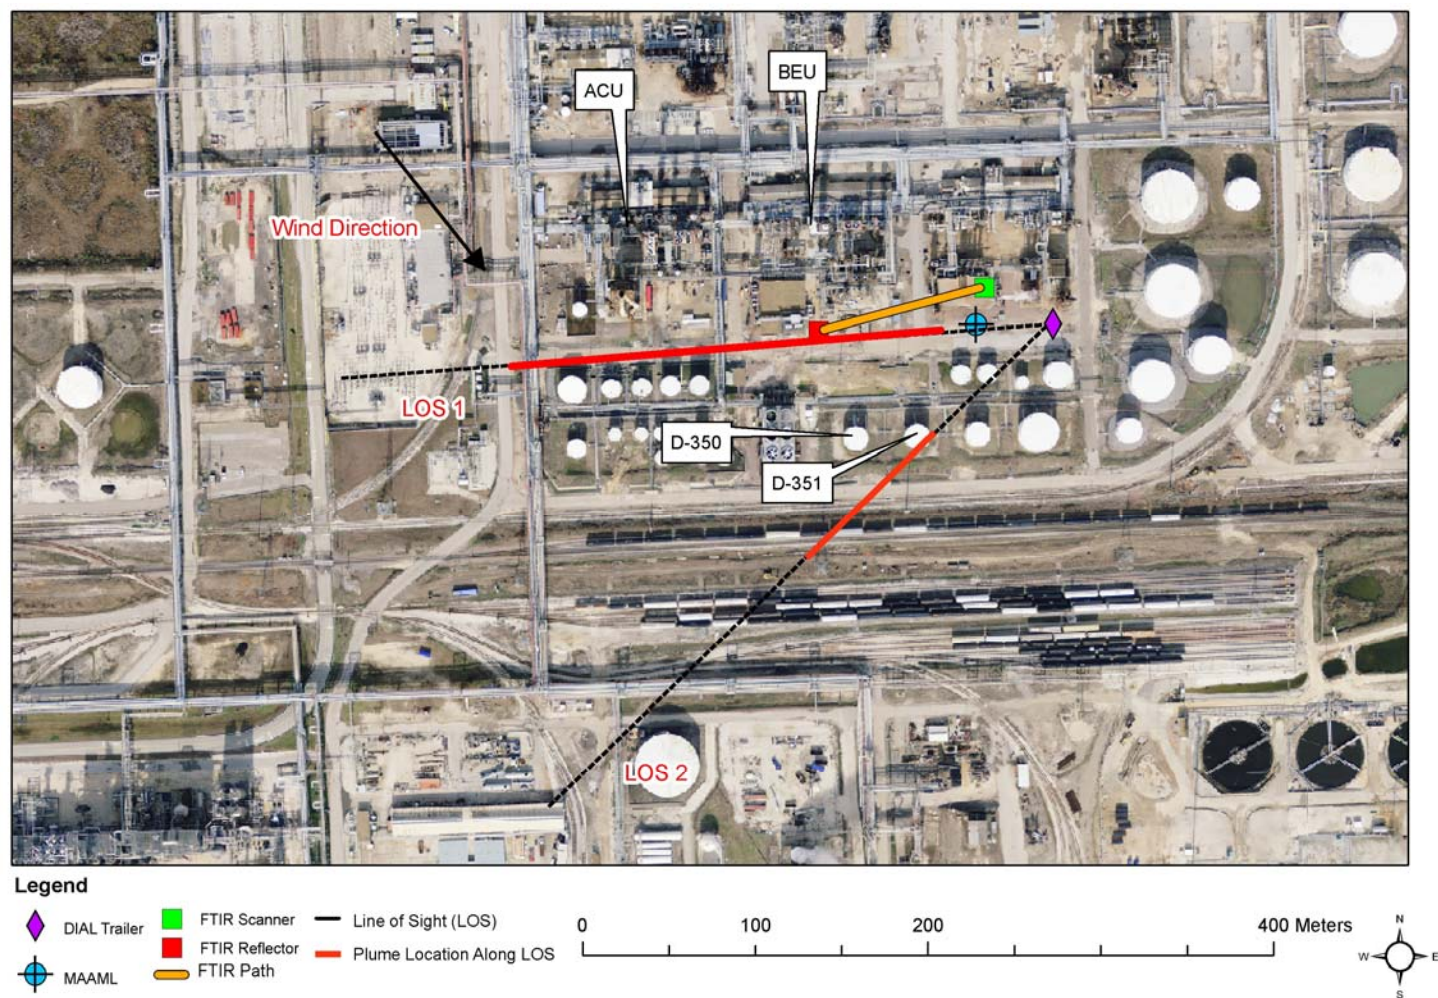 ACU
BEU
Wind Direction
LOS 1
D-350
D-351
LOS 2
Legend
DIAL Trailer
MAAML
FTIR Scanner
FTIR Reflector
FTIR Path
Line of Sight (LOS)
Plume Location Along LOS
0 100 200 400 Meters
N
W E
S